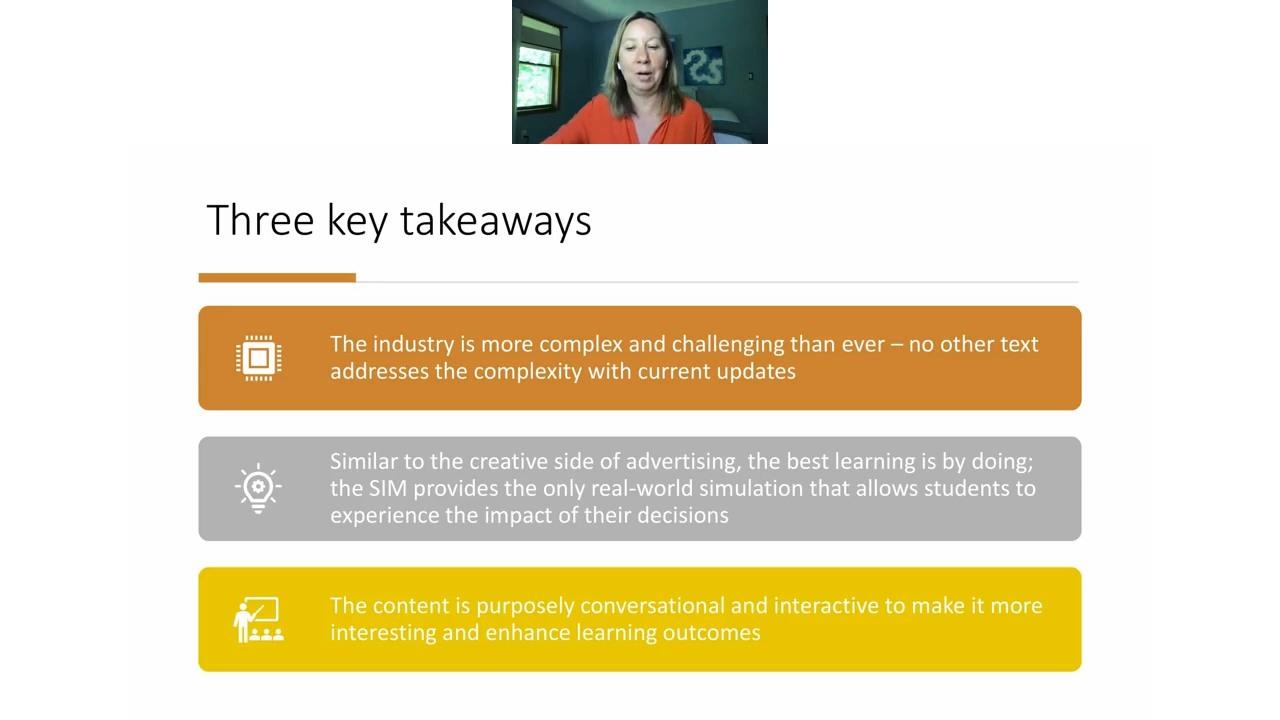 Three key takeaways
The industry is more complex and challenging than ever – no other text
addresses the complexity with current updates
Similar to the creative side of advertising, the best learning is by doing;
the SIM provides the only real-world simulation that allows students to
experience the impact of their decisions
The content is purposely conversational and interactive to make it more
interesting and enhance learning outcomes